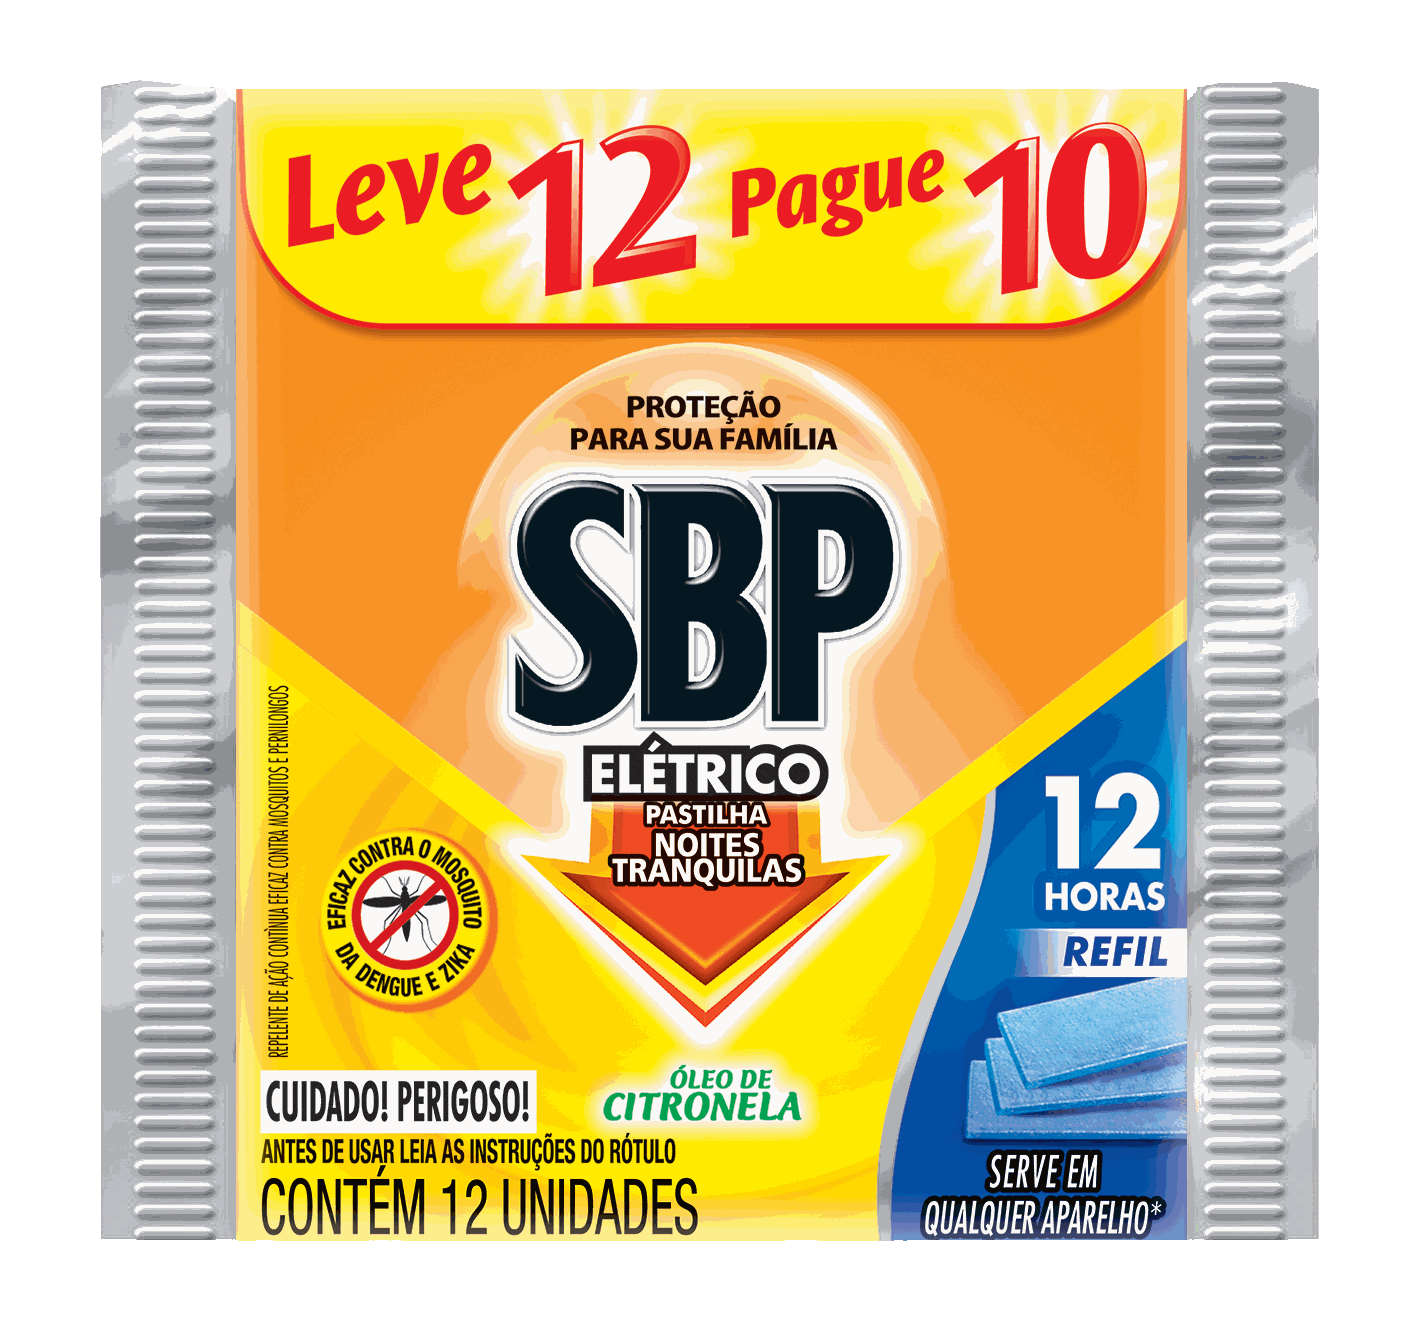 Leve 12 Pague 10
PROTEÇÃO
PARA SUA FAMÍLIA
SBP
ELÉTRICO
PASTILHA
NOITES
TRANQUILAS
12
HORAS
REFIL
EFICAZ CONTRA O MOSQUITO
DA DENGUE E ZIKA
REPELENTE DE AÇÃO CONTÌNUA EFICAZ CONTRA MOSQUITOS E PERNILONGOS
ÓLEO DE
CITRONELA
CUIDADO! PERIGOSO!
ANTES DE USAR LEIA AS INSTRUÇÕES DO RÓTULO
CONTÉM 12 UNIDADES
SERVE EM
QUALQUER APARELHO*